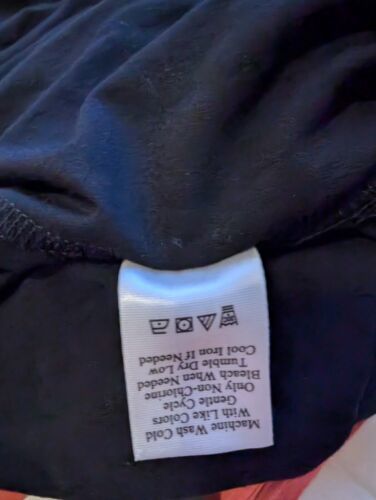 Machine Wash Cold
With Like Colors
Gentle Cycle
Only Non-Chlorine
Bleach When Needed
Tumble Dry Low
Cool Iron If Needed